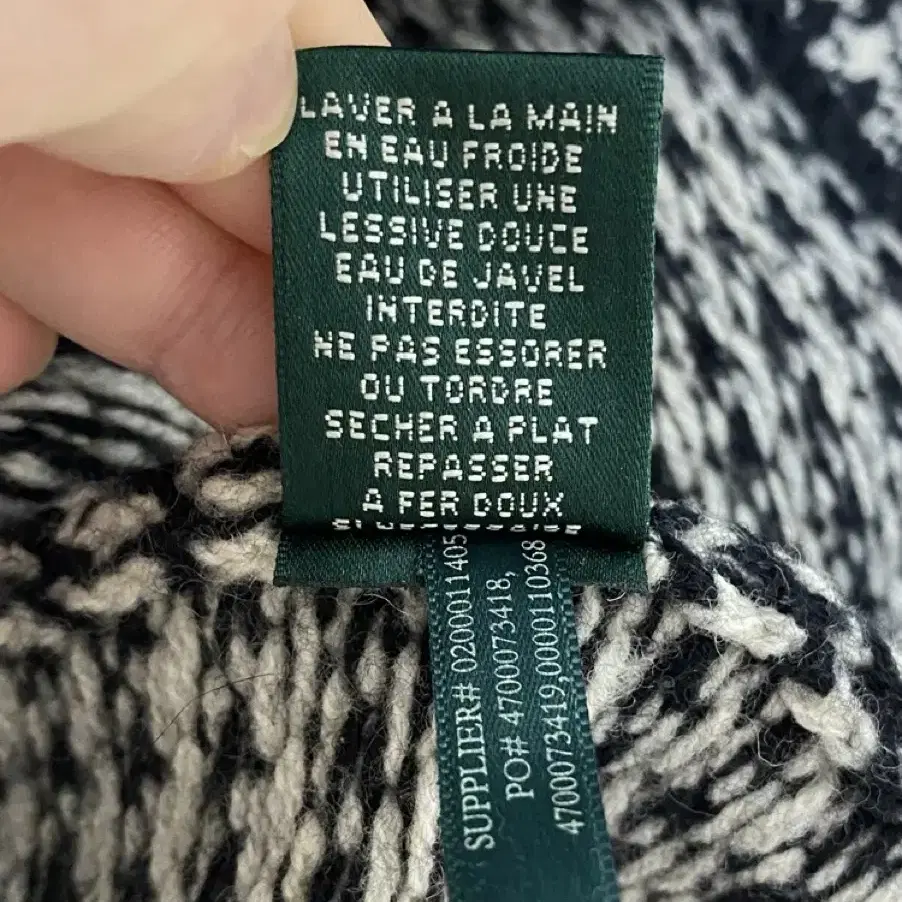 LAVER A LA MAIN
EN EAU FROIDE
UTILISER UNE
LESSIVE DOUCE
EAU DE JAVEL
INTERDITE
NE PAS ESSORER
OU TORDRE
SECHER A PLAT
REPASSER
A FER DOUX
SUPPLIER# 0200011405
PO# 4700073418,
4700073419,0000110368